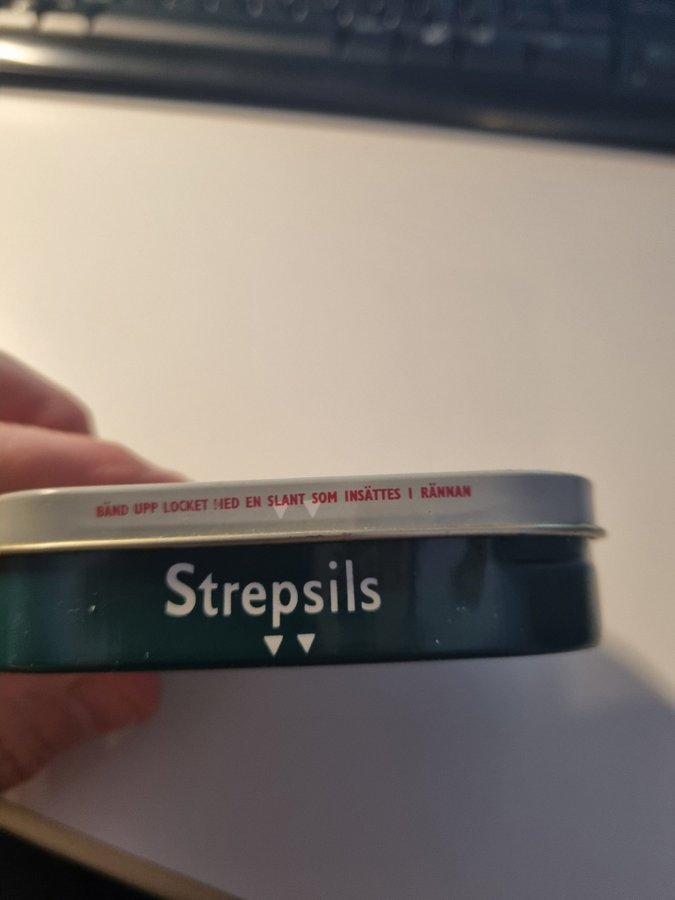 BÄND UPP LOCKET MED EN SLANT SOM INSÄTTES I RÄNNAN
Strepsils